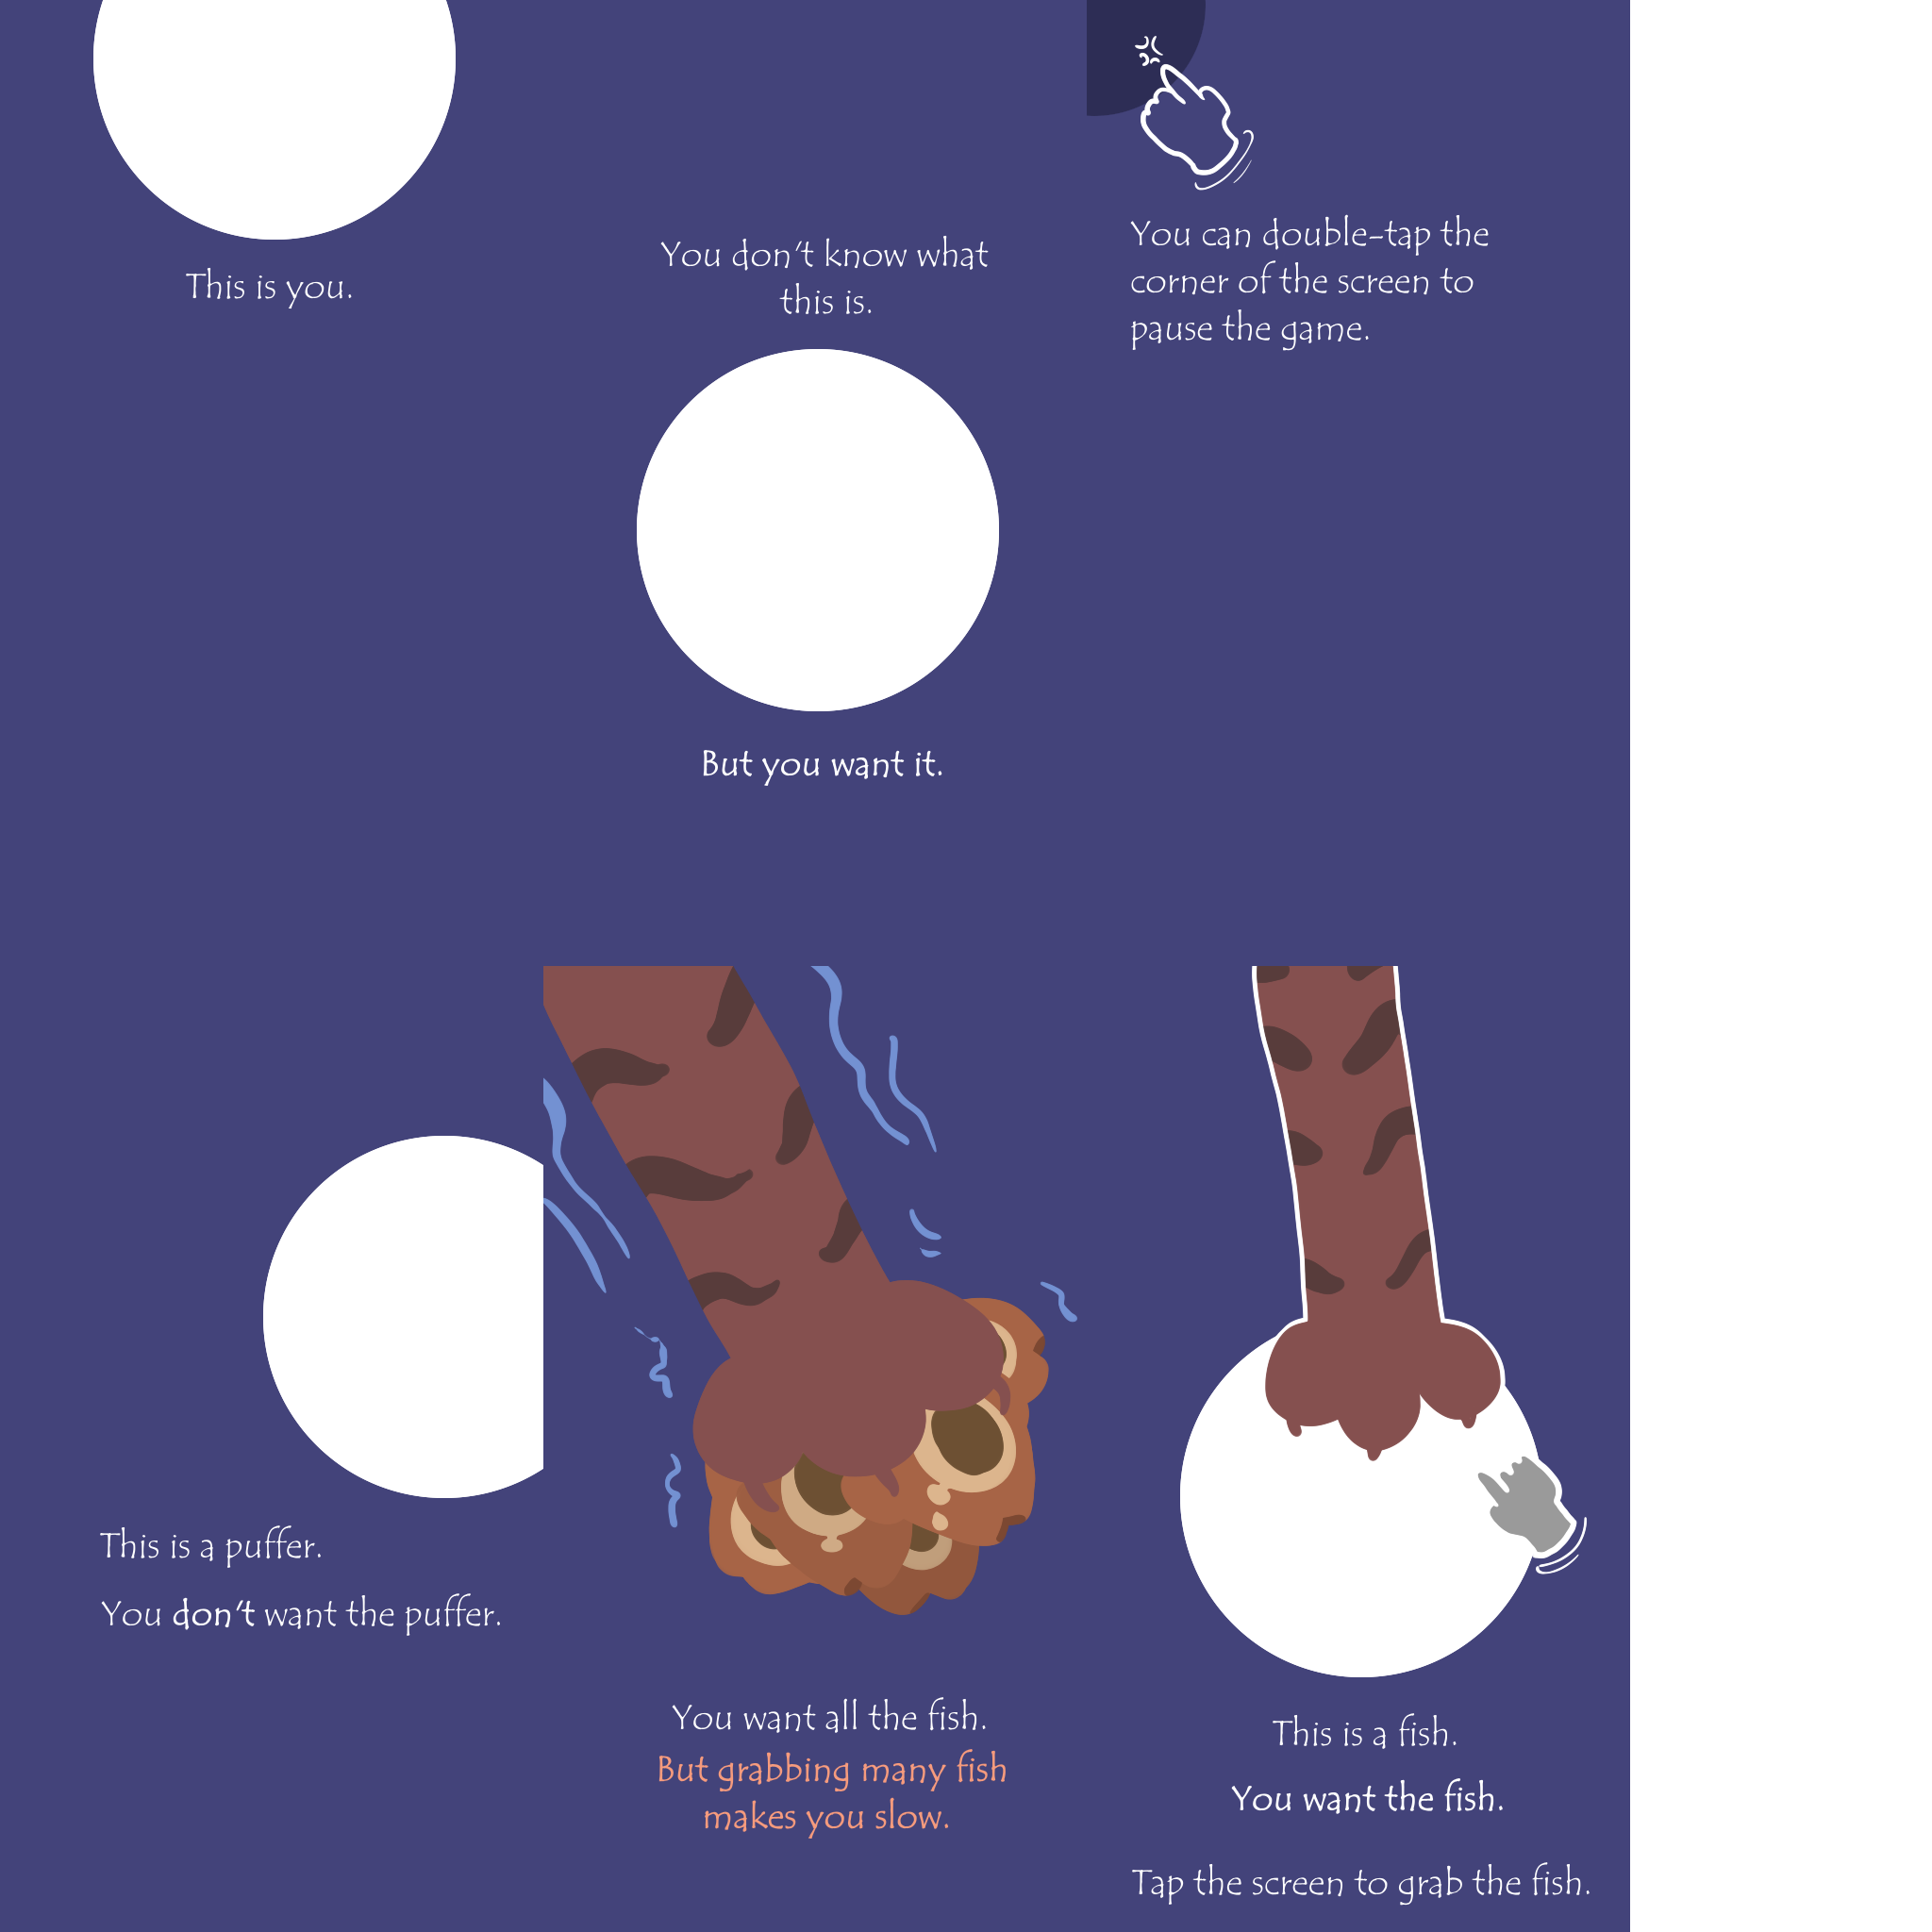 This is you.
You don't know what
this is.
But you want it.
You can double-tap the
corner of the screen to
pause the game.
This is a puffer.
You don't want the puffer.
You want all the fish.
But grabbing many fish
makes you slow.
This is a fish.
You want the fish.
Tap the screen to grab the fish.